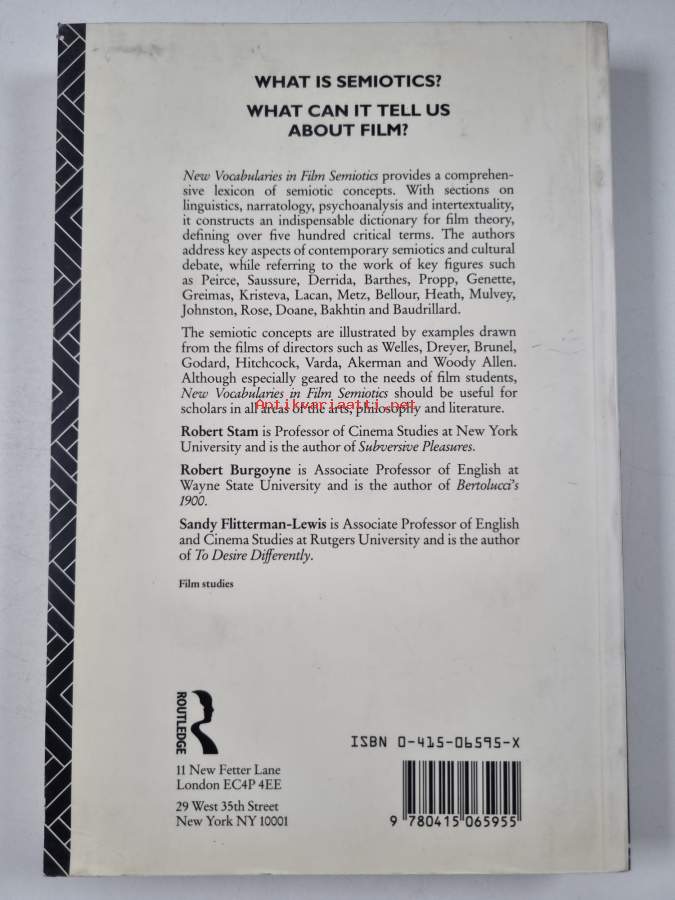 WHAT IS SEMIOTICS?
WHAT CAN IT TELL US
ABOUT FILM?
New Vocabularies in Film Semiotics provides a comprehen-
sive lexicon of semiotic concepts. With sections on
linguistics, narratology, psychoanalysis and intertextuality,
it constructs an indispensable dictionary for film theory,
defining over five hundred critical terms. The authors
address key aspects of contemporary semiotics and cultural
debate, while referring to the work of key figures such
as Peirce, Saussure, Derrida, Barthes, Propp, Genette,
Greimas, Kristeva, Lacan, Metz, Bellour, Heath, Mulvey,
Johnston, Rose, Doane, Bakhtin and Baudrillard.
The semiotic concepts are illustrated by examples drawn
from the films of directors such as Welles, Dreyer, Brunel,
Godard, Hitchcock, Varda, Akerman and Woody Allen.
Although especially geared to the needs of film students,
New Vocabularies in Film Semiotics should be useful for
Antikvariaatti.net
scholars in all areas of the arts, philosophy and literature.
Robert Stam is Professor of Cinema Studies at New York
University and is the author of Subversive Pleasures.
Robert Burgoyne is Associate Professor of English at
Wayne State University and is the author of Bertolucci's
1900.
Sandy Flitterman-Lewis is Associate Professor of English
and Cinema Studies at Rutgers University and is the author
of To Desire Differently.
Film studies
ROUTLEDGE
11 New Fetter Lane
London EC4P 4EE
29 West 35th Street
New York NY 10001
ISBN 0-415-06595-X
9 780415 065955